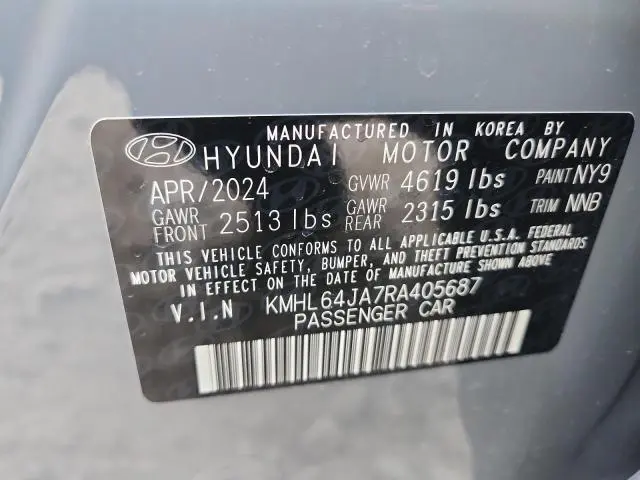 MANUFACTURED IN KOREA BY
HYUNDAI MOTOR COMPANY
APR/2024 GVWR 4619 lbs PAINT NY9
GAWR FRONT 2513 lbs GAWR REAR 2315 lbs TRIM NNB
THIS VEHICLE CONFORMS TO ALL APPLICABLE U.S.A. FEDERAL
MOTOR VEHICLE SAFETY, BUMPER, AND THEFT PREVENTION STANDARDS
IN EFFECT ON THE DATE OF MANUFACTURE SHOWN ABOVE.
V.I.N KMHL64JA7RA405687
PASSENGER CAR